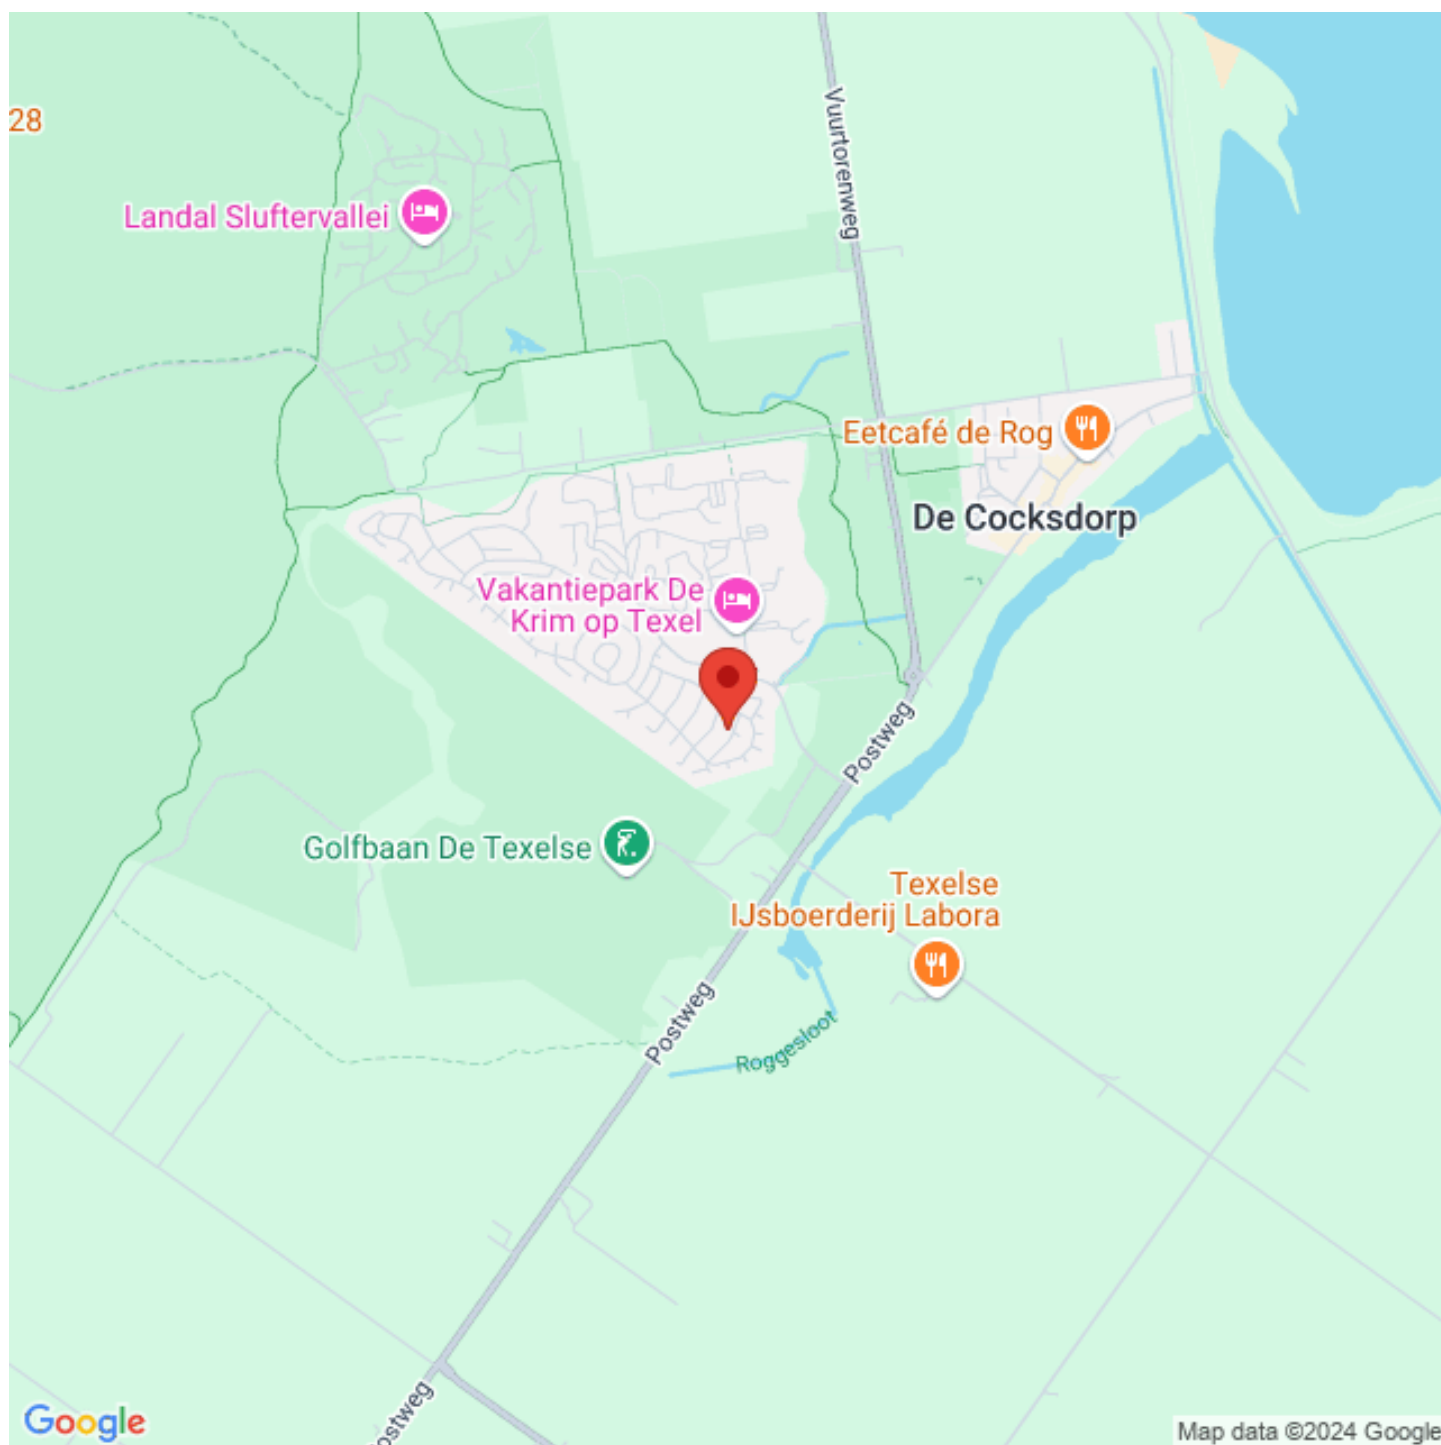 Vuurtorenweg
28
Landal Sluftervallei
Eetcafé de Rog
De Cocksdorp
Vakantiepark De
Krim op Texel
Postweg
Golfbaan De Texelse
Texelse
IJsboerderij Labora
Postweg
Roggesloot
Postweg
Google
Map data ©2024 Google